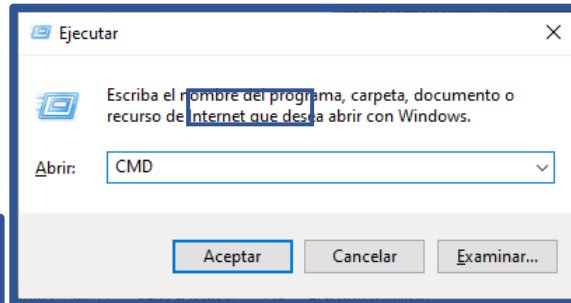 Ejecutar
Escriba el nombre del programa, carpeta, documento o
recurso de Internet que desea abrir con Windows.
Abrir: CMD
Aceptar Cancelar Examinar...